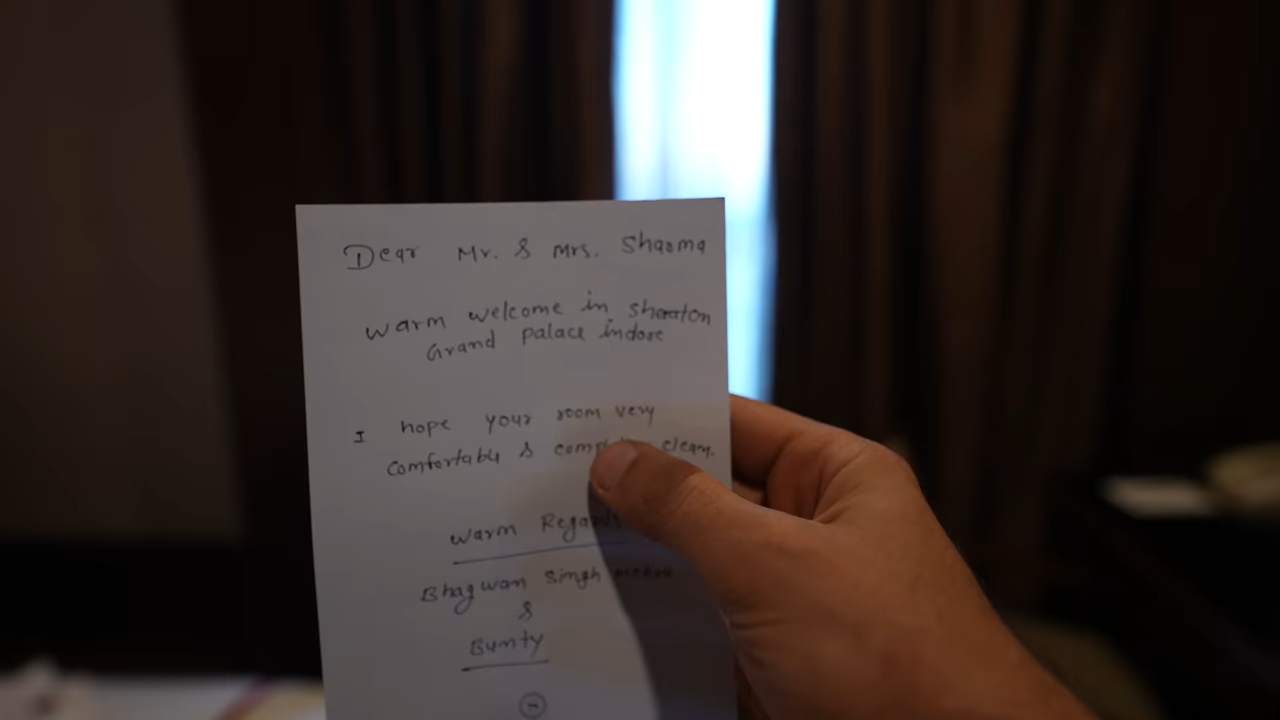 Dear Mr. & Mrs. Sharma
warm welcome in sheraton
Grand palace indore
I hope your room very
Comfortable & clean.
warm Regards
Bhagwan Singh
&
Bunty